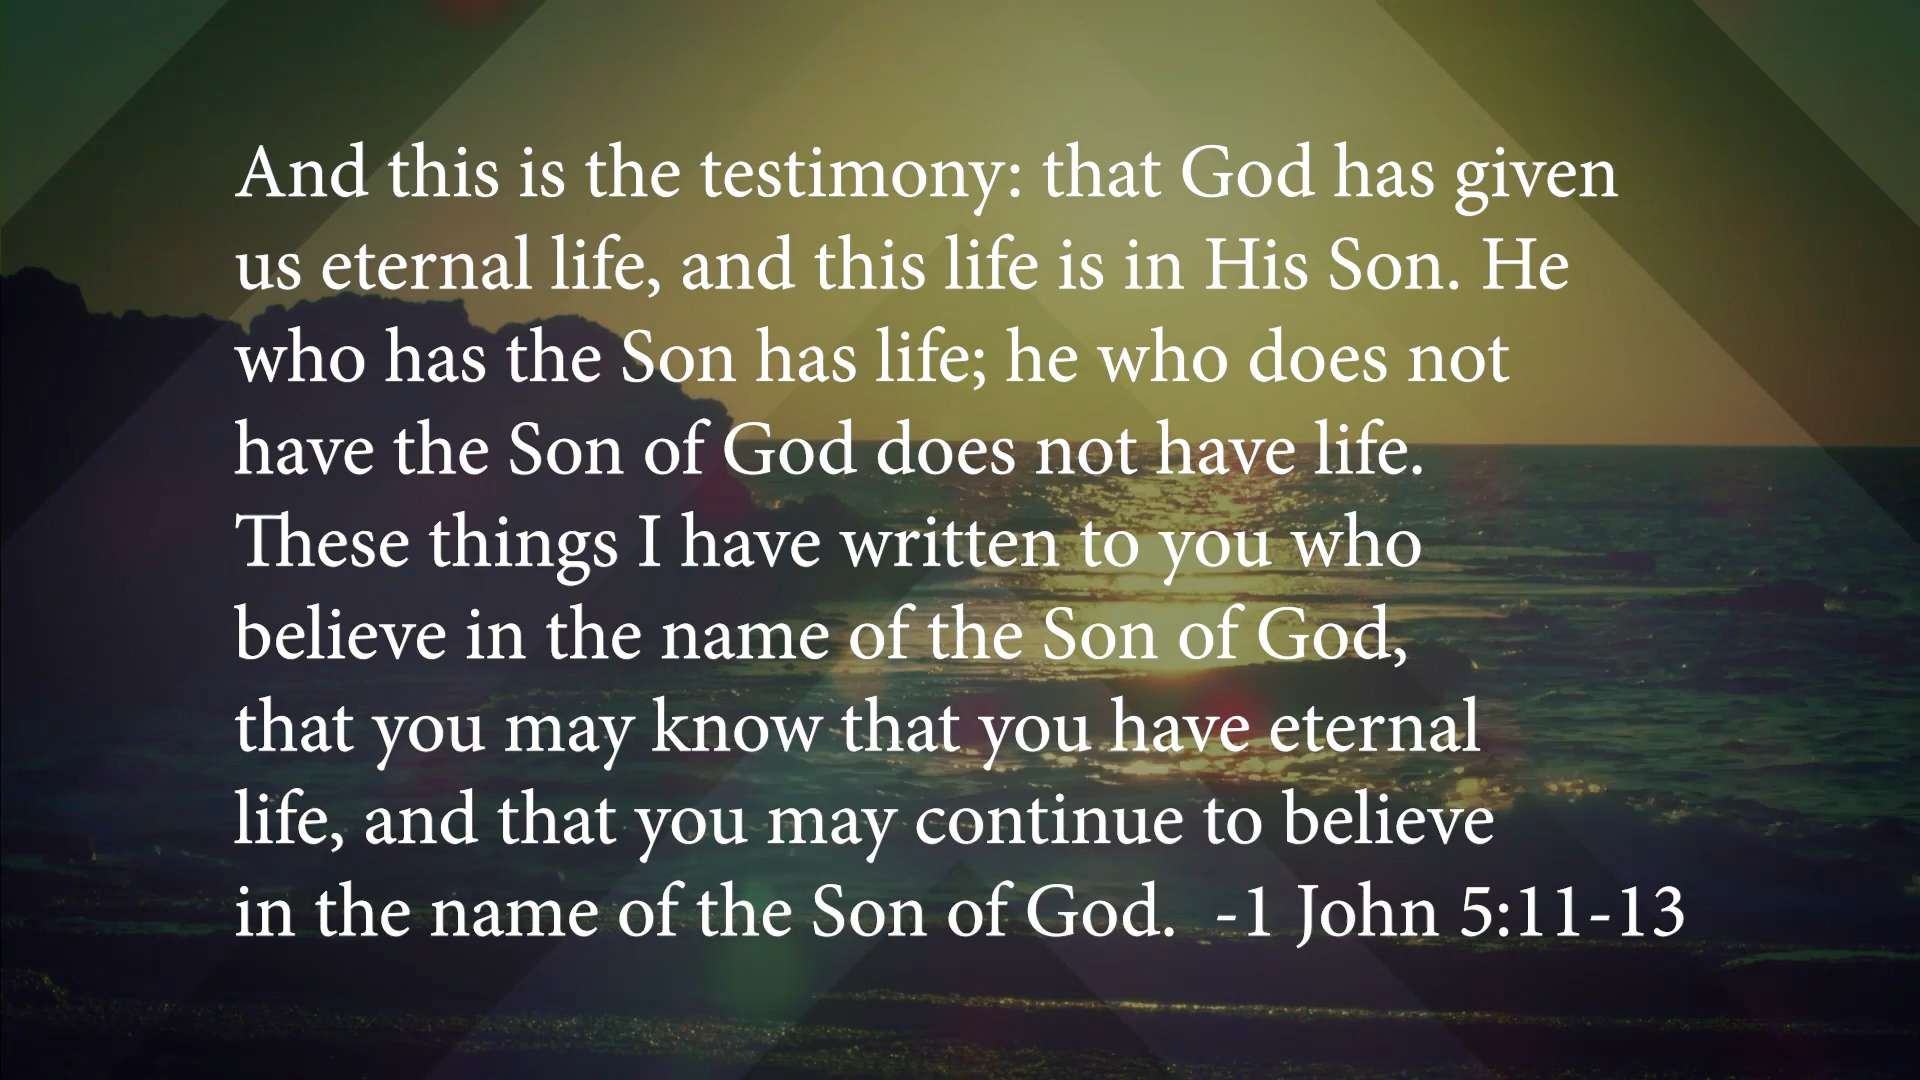 And this is the testimony: that God has given
us eternal life, and this life is in His Son. He
who has the Son has life; he who does not
have the Son of God does not have life.
These things I have written to you who
believe in the name of the Son of God,
that you may know that you have eternal
life, and that you may continue to believe
in the name of the Son of God.  -1 John 5:11-13